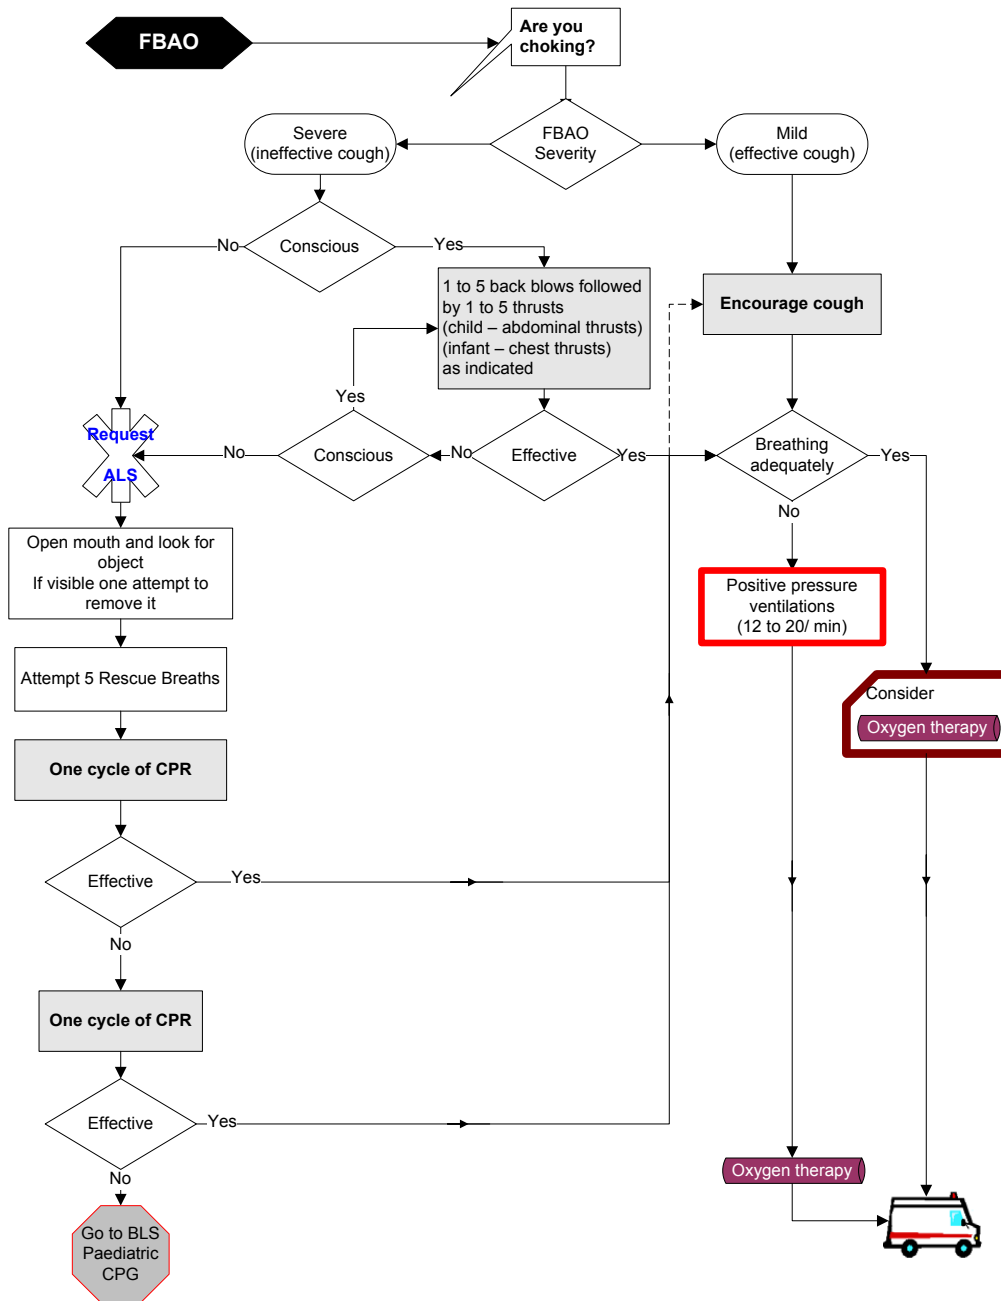 FBAO
Are you
choking?
Severe
(ineffective cough)
FBAO
Severity
Mild
(effective cough)
No
Conscious
Yes
1 to 5 back blows followed
by 1 to 5 thrusts
(child – abdominal thrusts)
(infant – chest thrusts)
as indicated
Encourage cough
Yes
Request
ALS
No
Conscious
No
Effective
Yes
Breathing
adequately
Yes
No
Open mouth and look for
object
If visible one attempt to
remove it
Positive pressure
ventilations
(12 to 20/ min)
Attempt 5 Rescue Breaths
Consider
Oxygen therapy
One cycle of CPR
Effective
Yes
No
One cycle of CPR
Effective
Yes
No
Oxygen therapy
Go to BLS
Paediatric
CPG